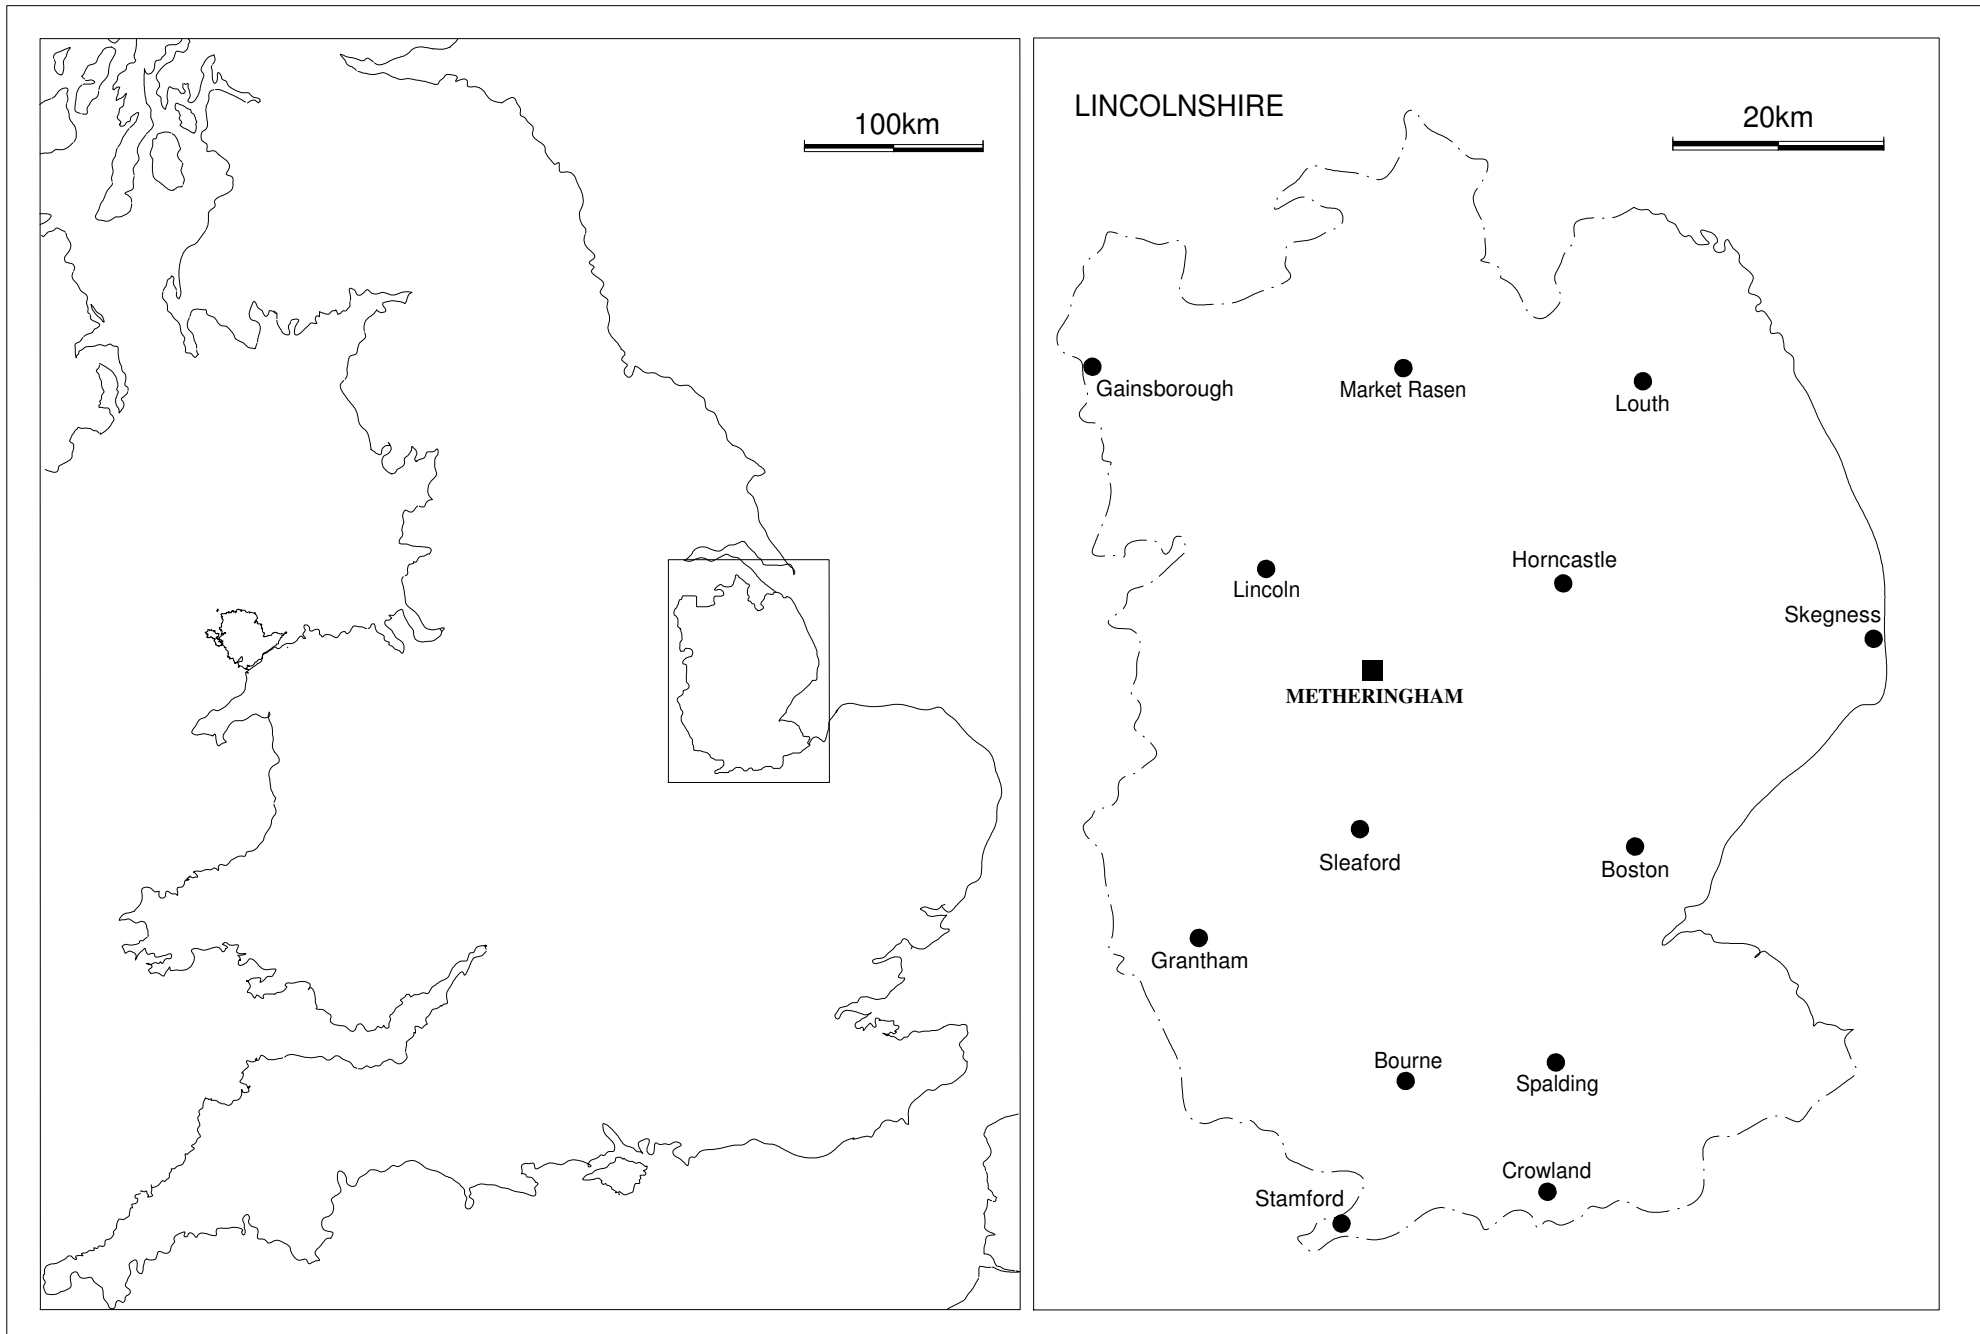 100km
LINCOLNSHIRE
20km
Gainsborough
Market Rasen
Louth
Horncastle
Lincoln
Skegness
METHERINGHAM
Sleaford
Boston
Grantham
Bourne
Spalding
Crowland
Stamford